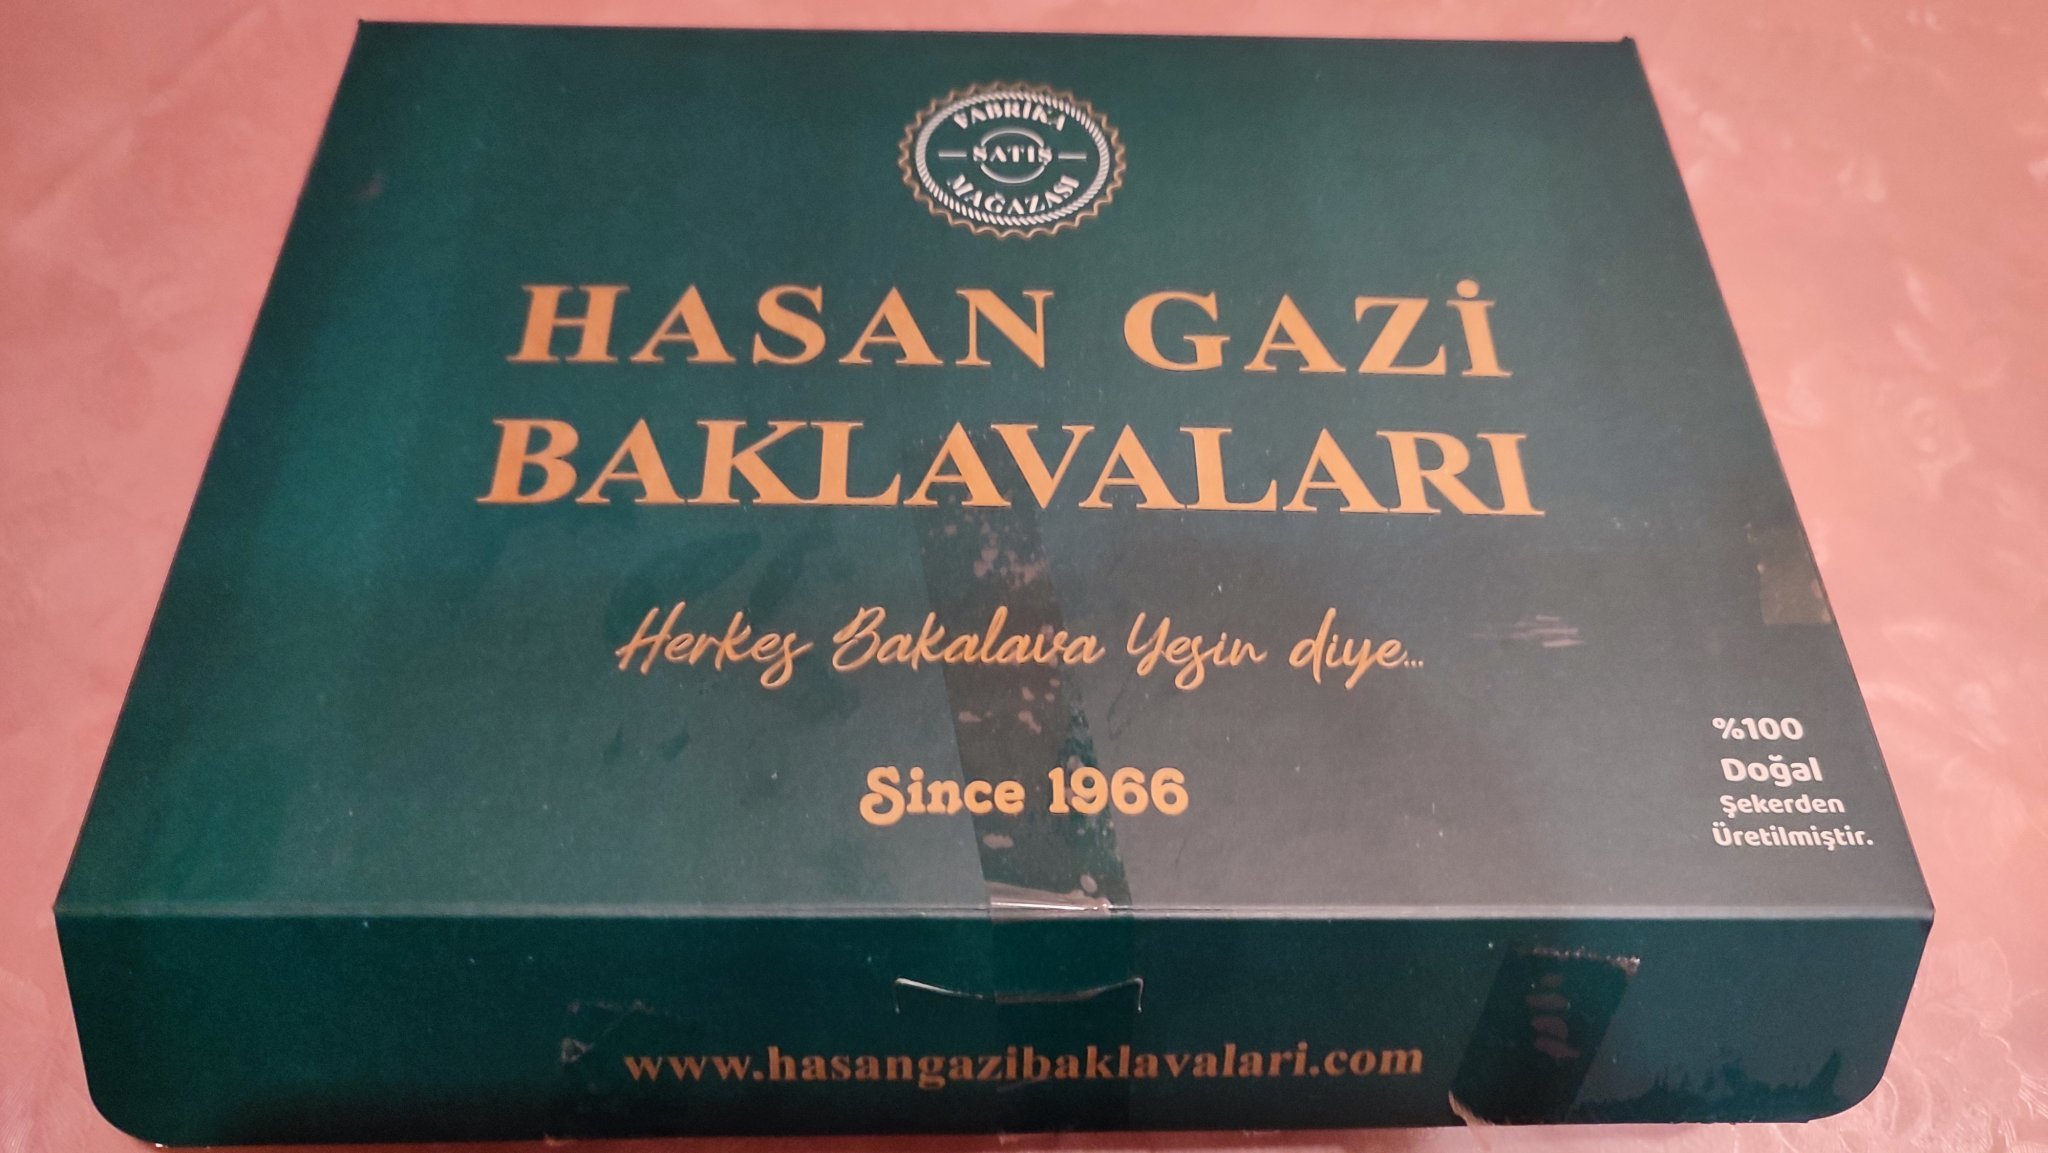 FABRİKA
SATIŞ
MAĞAZASI
HASAN GAZİ
BAKLAVALARI
Herkes Bakalava Yesin diye...
Since 1966
%100
Doğal
Şekerden
Üretilmiştir.
www.hasangazibaklavalari.com